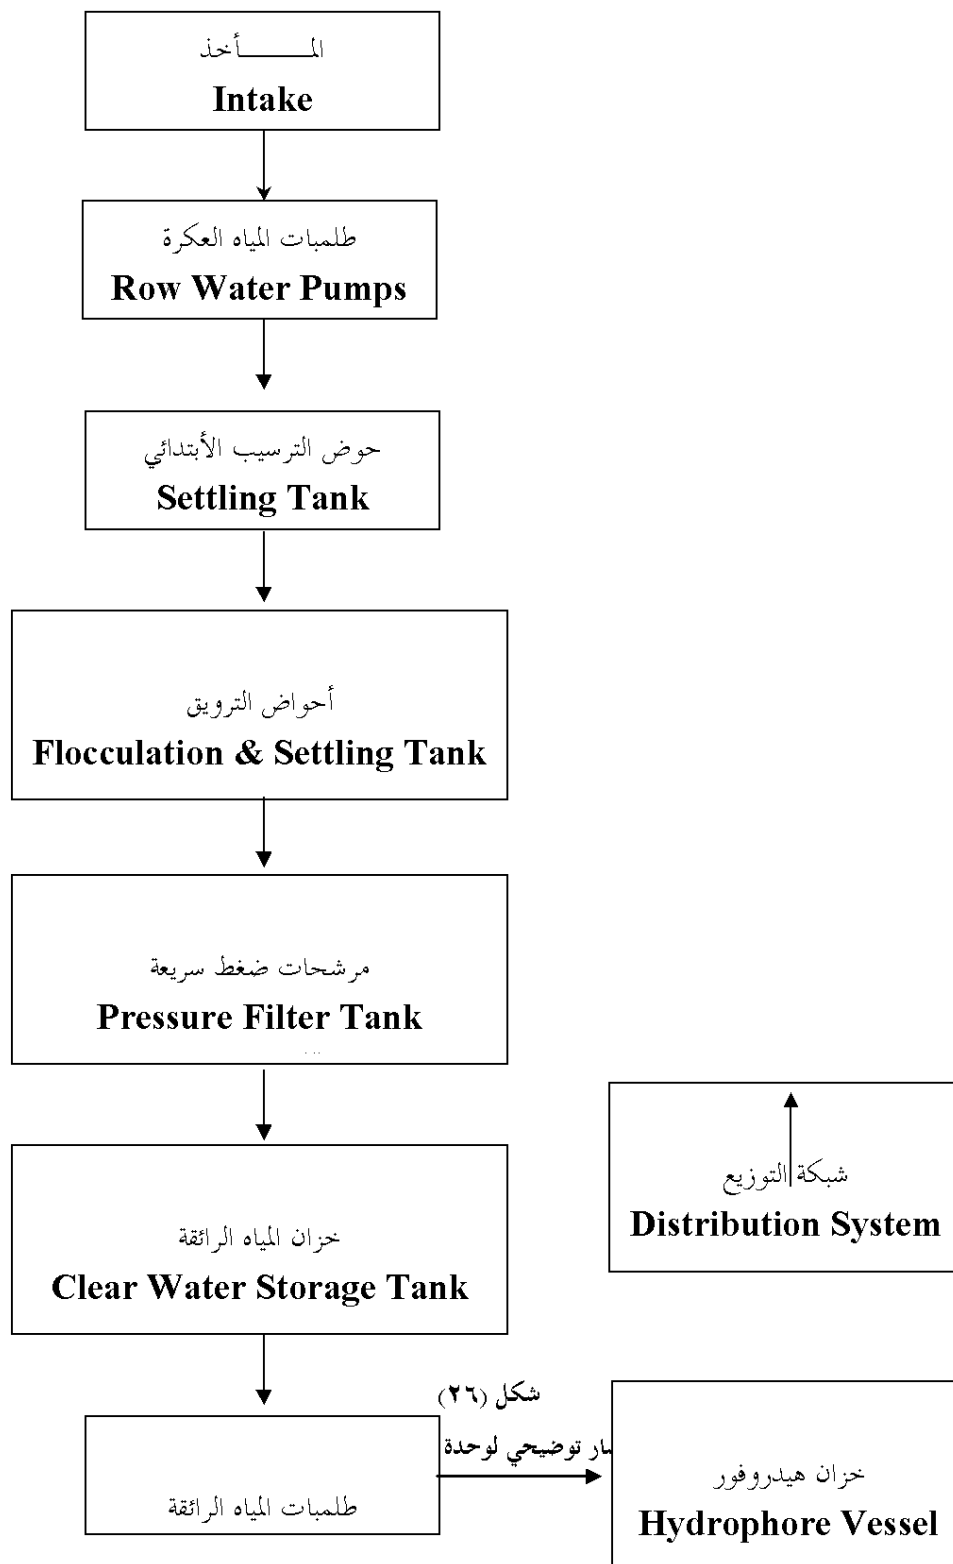 المـــــأخذ
Intake
طلمبات المياه العكرة
Row Water Pumps
حوض الترسيب الأبتدائي
Settling Tank
أحواض الترويق
Flocculation & Settling Tank
مرشحات ضغط سريعة
Pressure Filter Tank
خزان المياه الرائقة
Clear Water Storage Tank
شبكة التوزيع
Distribution System
شكل (٢٦)
توضيحي لوحدة
طلمبات المياه الرائقة
خزان هيدروفور
Hydrophore Vessel